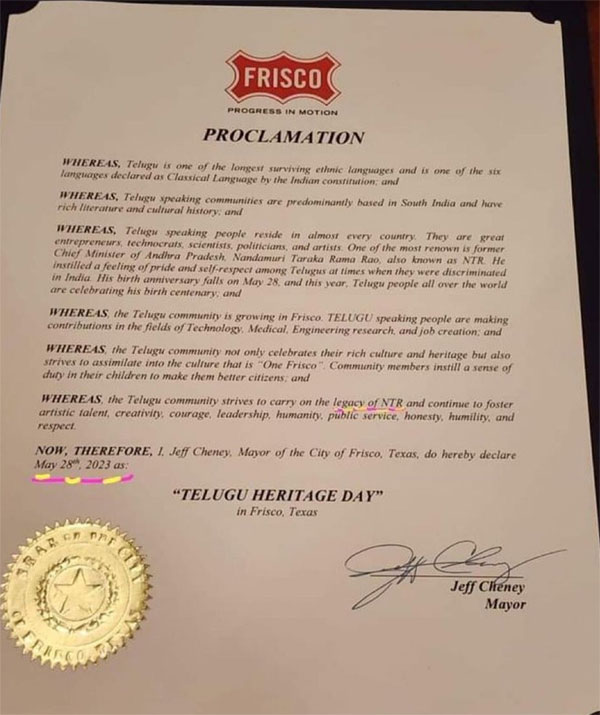 FRISCO
PROGRESS IN MOTION
PROCLAMATION
WHEREAS, Telugu is one of the longest surviving ethnic languages and is one of the six
languages declared as Classical Language by the Indian constitution; and
WHEREAS, Telugu speaking communities are predominantly based in South India and have
rich literature and cultural history; and
WHEREAS, Telugu speaking people reside in almost every country. They are great
entrepreneurs, technocrats, scientists, politicians, and artists. One of the most renown is former
Chief Minister of Andhra Pradesh, Nandamuri Taraka Rama Rao, also known as NTR. He
instilled a feeling of pride and self-respect among Telugus at times when they were discriminated
in India. His birth anniversary falls on May 28, and this year, Telugu people all over the world
are celebrating his birth centenary; and
WHEREAS, the Telugu community is growing in Frisco. TELUGU speaking people are making
contributions in the fields of Technology, Medical, Engineering research, and job creation; and
WHEREAS, the Telugu community not only celebrates their rich culture and heritage but also
strives to assimilate into the culture that is "One Frisco". Community members instill a sense of
duty in their children to make them better citizens; and
WHEREAS, the Telugu community strives to carry on the legacy of NTR and continue to foster
artistic talent, creativity, courage, leadership, humanity, public service, honesty, humility, and
respect.
NOW, THEREFORE, I, Jeff Cheney, Mayor of the City of Frisco, Texas, do hereby declare
May 28th, 2023 as:
"TELUGU HERITAGE DAY"
in Frisco, Texas
Jeff Cheney
Mayor
SEAL OF THE CITY
OF FRISCO, TEXAS